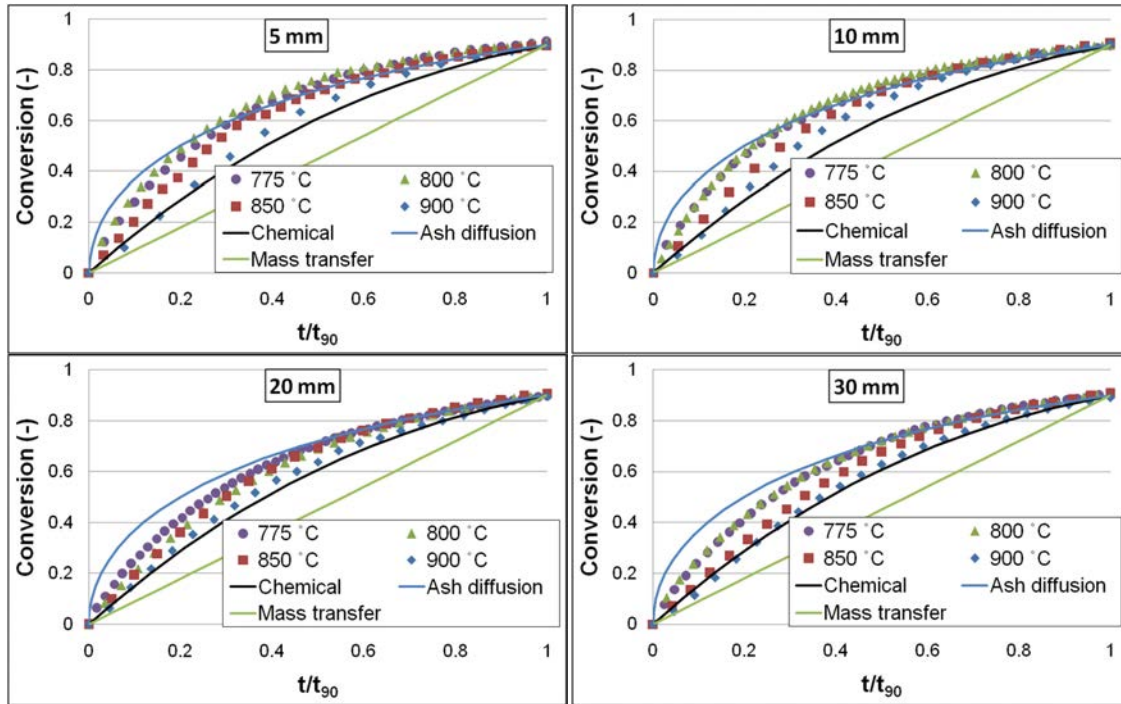 5 mm
1
0.8
0.6
0.4
0.2
0
Conversion (-)
775 °C 800 °C
850 °C 900 °C
Chemical Ash diffusion
Mass transfer
0 0.2 0.4 0.6 0.8 1
t/t90
10 mm
1
0.8
0.6
0.4
0.2
0
Conversion (-)
775 °C 800 °C
850 °C 900 °C
Chemical Ash diffusion
Mass transfer
0 0.2 0.4 0.6 0.8 1
t/t90
20 mm
1
0.8
0.6
0.4
0.2
0
Conversion (-)
775 °C 800 °C
850 °C 900 °C
Chemical Ash diffusion
Mass transfer
0 0.2 0.4 0.6 0.8 1
t/t90
30 mm
1
0.8
0.6
0.4
0.2
0
Conversion (-)
775 °C 800 °C
850 °C 900 °C
Chemical Ash diffusion
Mass transfer
0 0.2 0.4 0.6 0.8 1
t/t90